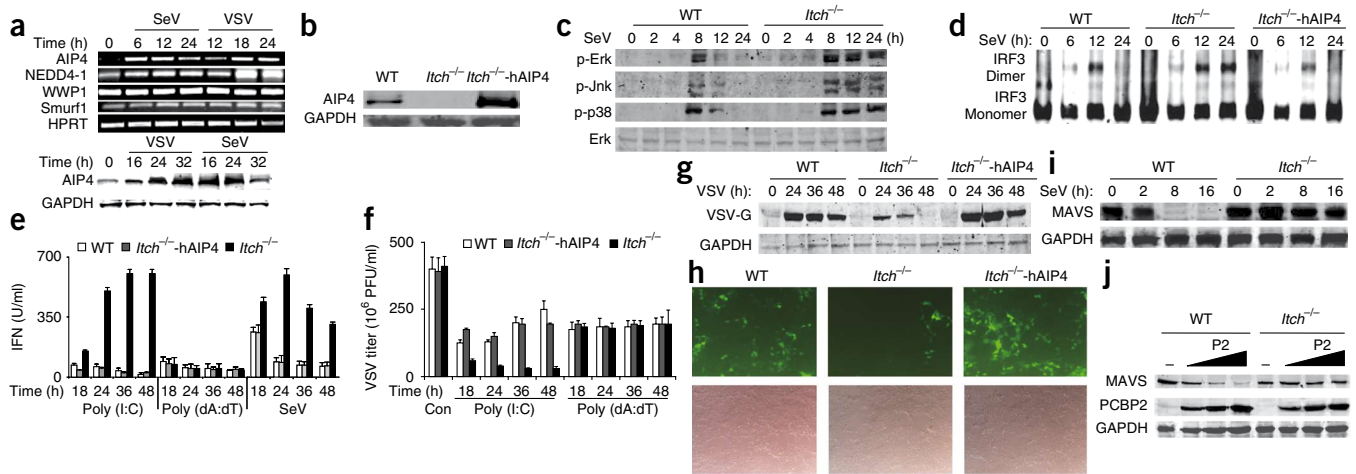 a
SeV VSV
Time (h) 0 6 12 24 12 18 24
AIP4
NEDD4-1
WWP1
Smurf1
HPRT
VSV SeV
Time (h) 0 16 24 32 16 24 32
AIP4
GAPDH
b
WT Itch–/– Itch–/–-hAIP4
AIP4
GAPDH
c
WT Itch–/–
SeV 0 2 4 8 12 24 0 2 4 8 12 24 (h)
p-Erk
p-Jnk
p-p38
Erk
d
WT Itch–/– Itch–/–-hAIP4
SeV (h): 0 6 12 24 0 6 12 24 0 6 12 24
IRF3
Dimer
IRF3
Monomer
e
WT Itch–/–-hAIP4 Itch–/–
IFN (U/ml)
700
350
0
Time (h) 18 24 36 48 18 24 36 48 18 24 36 48
Poly (I:C) Poly (dA:dT) SeV
f
WT Itch–/–-hAIP4 Itch–/–
VSV titer (10⁶ PFU/ml)
500
250
0
Time (h) 18 24 36 48 18 24 36 48
Con Poly (I:C) Poly (dA:dT)
g
WT Itch–/– Itch–/–-hAIP4
VSV (h): 0 24 36 48 0 24 36 48 0 24 36 48
VSV-G
GAPDH
h
WT Itch–/– Itch–/–-hAIP4
i
WT Itch–/–
SeV (h): 0 2 8 16 0 2 8 16
MAVS
GAPDH
j
WT Itch–/–
P2 P2
– –
MAVS
PCBP2
GAPDH